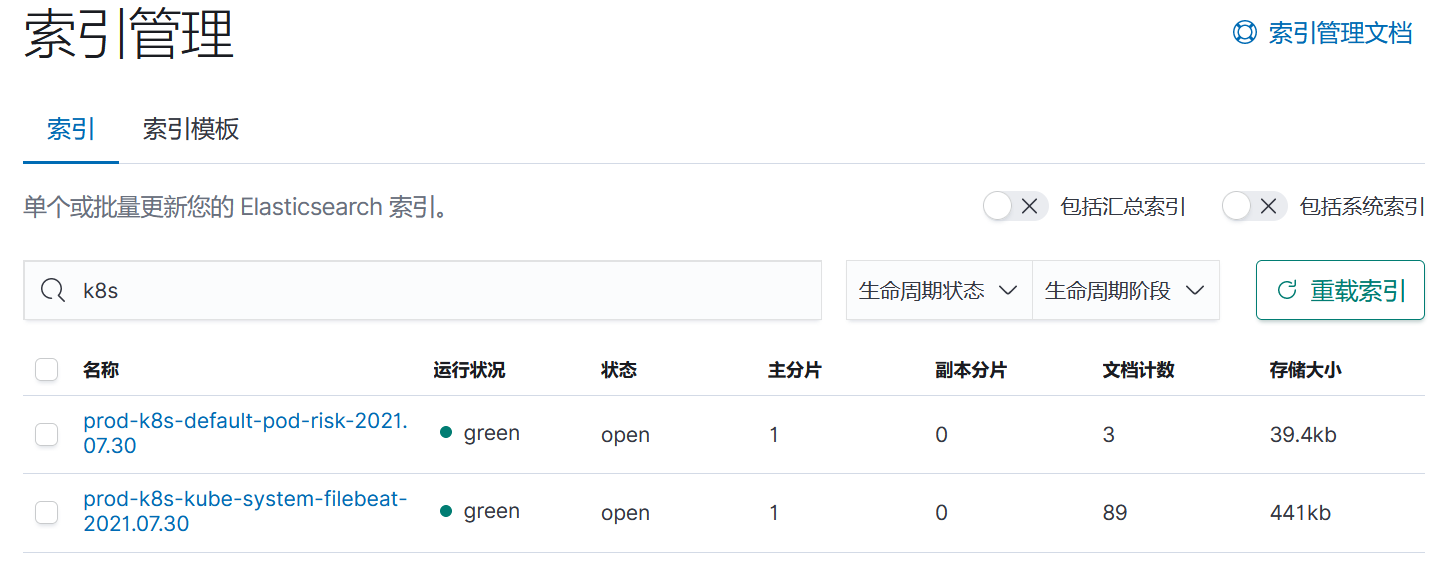 索引管理
索引管理文档
索引 索引模板
单个或批量更新您的 Elasticsearch 索引。
包括汇总索引 包括系统索引
k8s
生命周期状态 生命周期阶段
重载索引
名称 运行状况 状态 主分片 副本分片 文档计数 存储大小
prod-k8s-default-pod-risk-2021.
07.30
green open 1 0 3 39.4kb
prod-k8s-kube-system-filebeat-
2021.07.30
green open 1 0 89 441kb